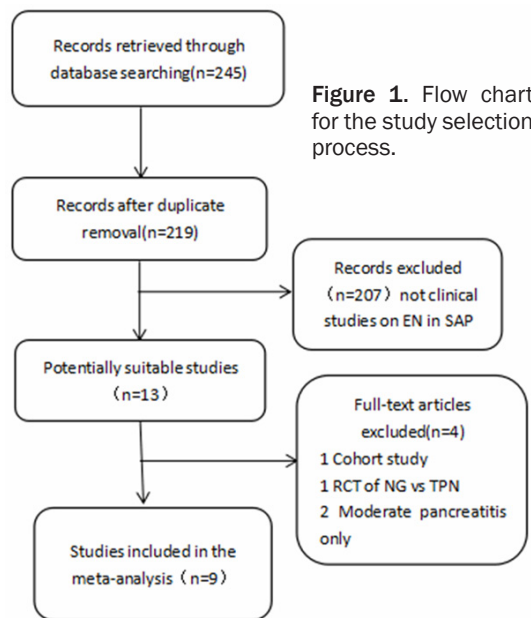 Records retrieved through
database searching(n=245)
Figure 1. Flow chart
for the study selection
process.
Records after duplicate
removal(n=219)
Records excluded
（n=207）not clinical
studies on EN in SAP
Potentially suitable studies
（n=13）
Full-text articles
excluded(n=4)
1 Cohort study
1 RCT of NG vs TPN
2 Moderate pancreatitis
only
Studies included in the
meta-analysis（n=9）